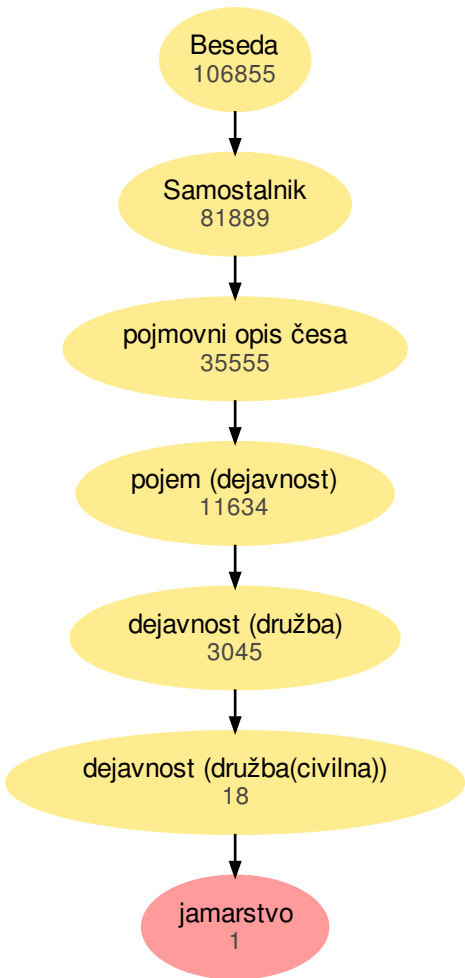 Beseda
106855
Samostalnik
81889
pojmovni opis česa
35555
pojem (dejavnost)
11634
dejavnost (družba)
3045
dejavnost (družba(civilna))
18
jamarstvo
1